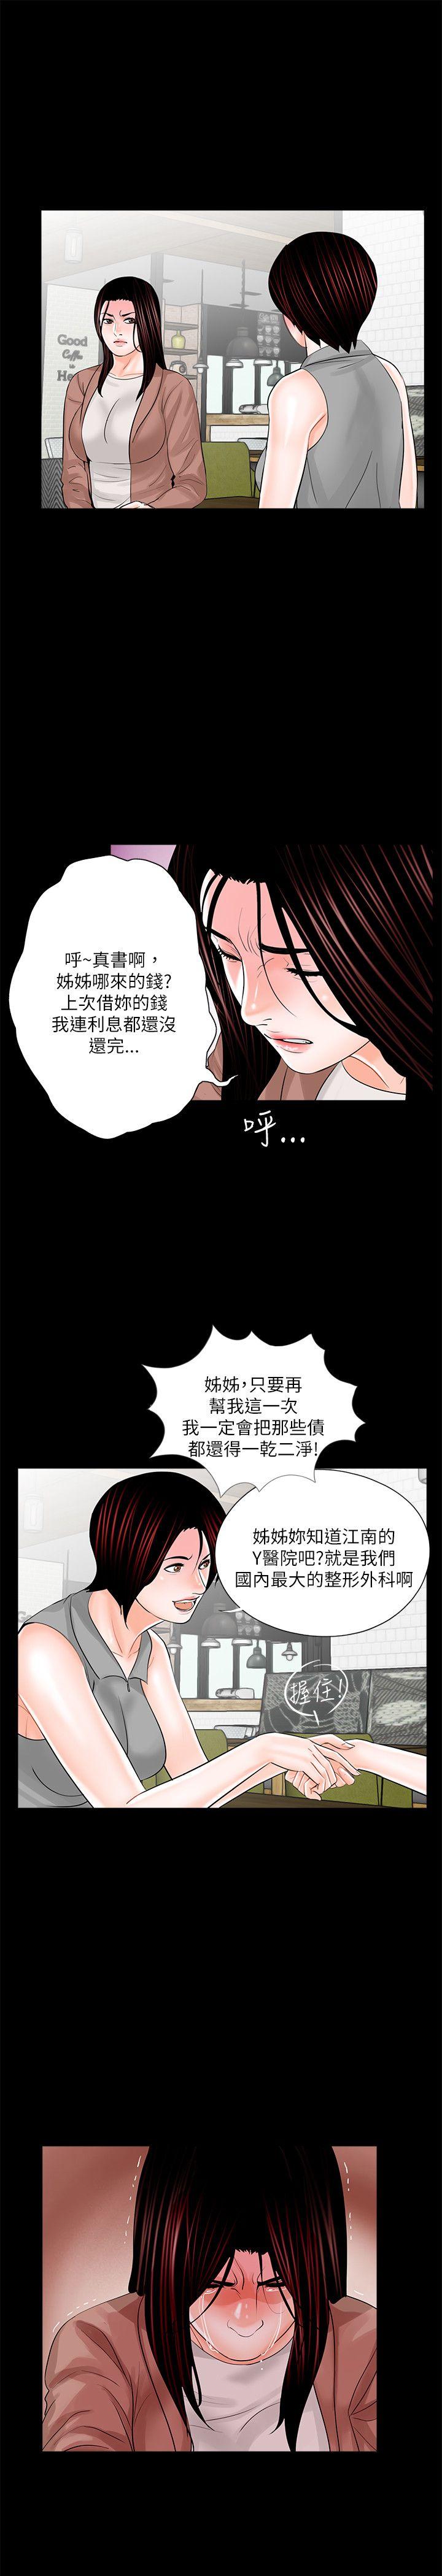 Good
Coffee
is
He
呼~真書啊，
姊姊哪來的錢?
上次借妳的錢
我連利息都還沒
還完...
呼...
姊姊，只要再
幫我這一次
我一定會把那些債
都還得一乾二淨!
姊姊妳知道江南的
Y醫院吧?就是我們
國內最大的整形外科啊
握住!